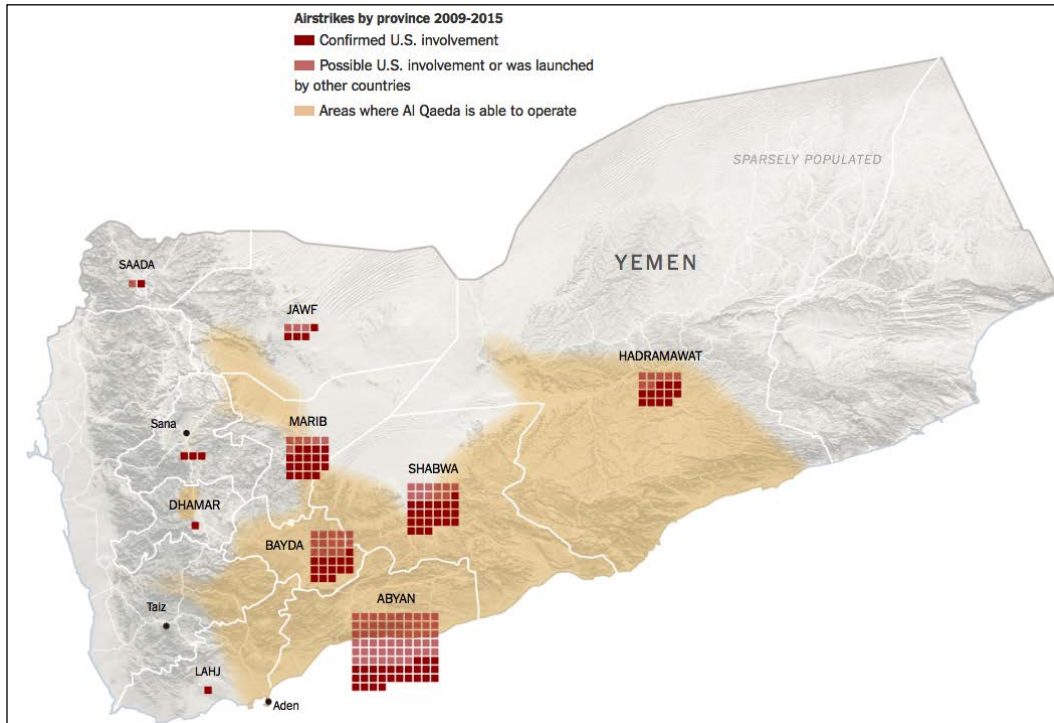 Airstrikes by province 2009-2015
Confirmed U.S. involvement
Possible U.S. involvement or was launched
by other countries
Areas where Al Qaeda is able to operate
SPARSELY POPULATED
YEMEN
SAADA
JAWF
HADRAMAWAT
Sana
MARIB
SHABWA
DHAMAR
BAYDA
ABYAN
Taiz
LAHJ
Aden